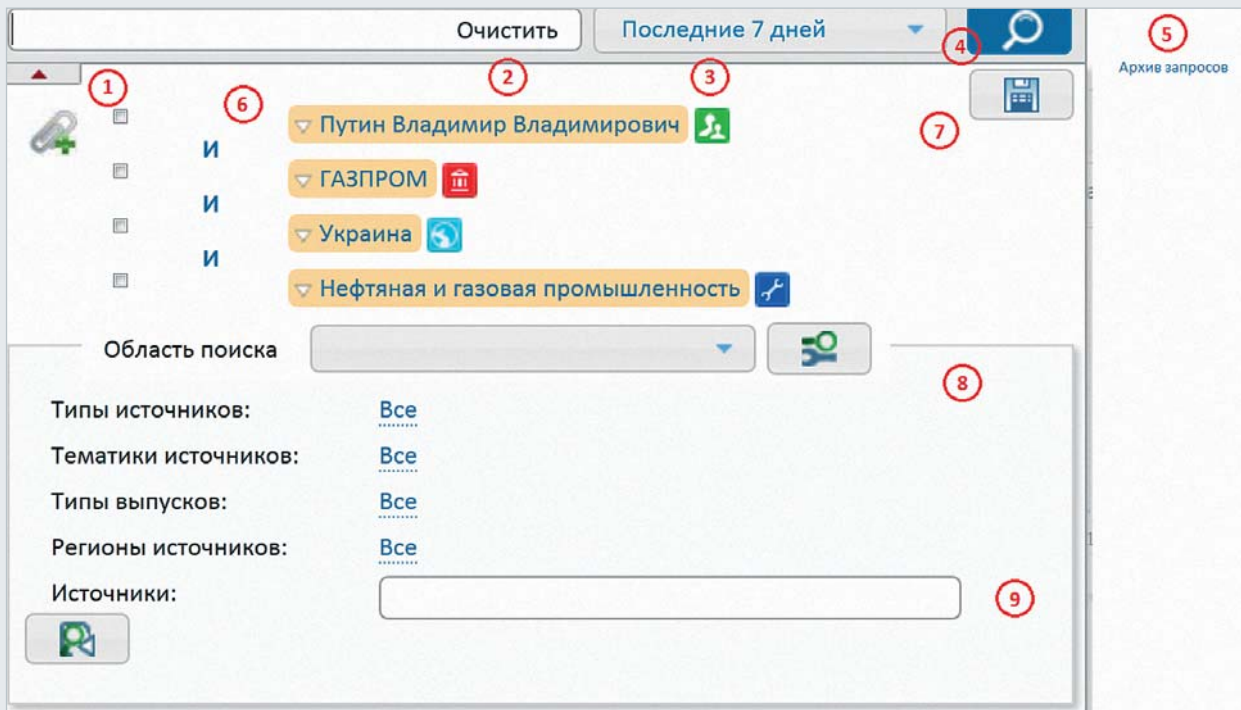 Очистить
Последние 7 дней
4
5
Архив запросов
1
2
3
6
7
Путин Владимир Владимирович
И
ГАЗПРОМ
И
Украина
И
Нефтяная и газовая промышленность
Область поиска
8
Типы источников: Все
Тематики источников: Все
Типы выпусков: Все
Регионы источников: Все
Источники:
9